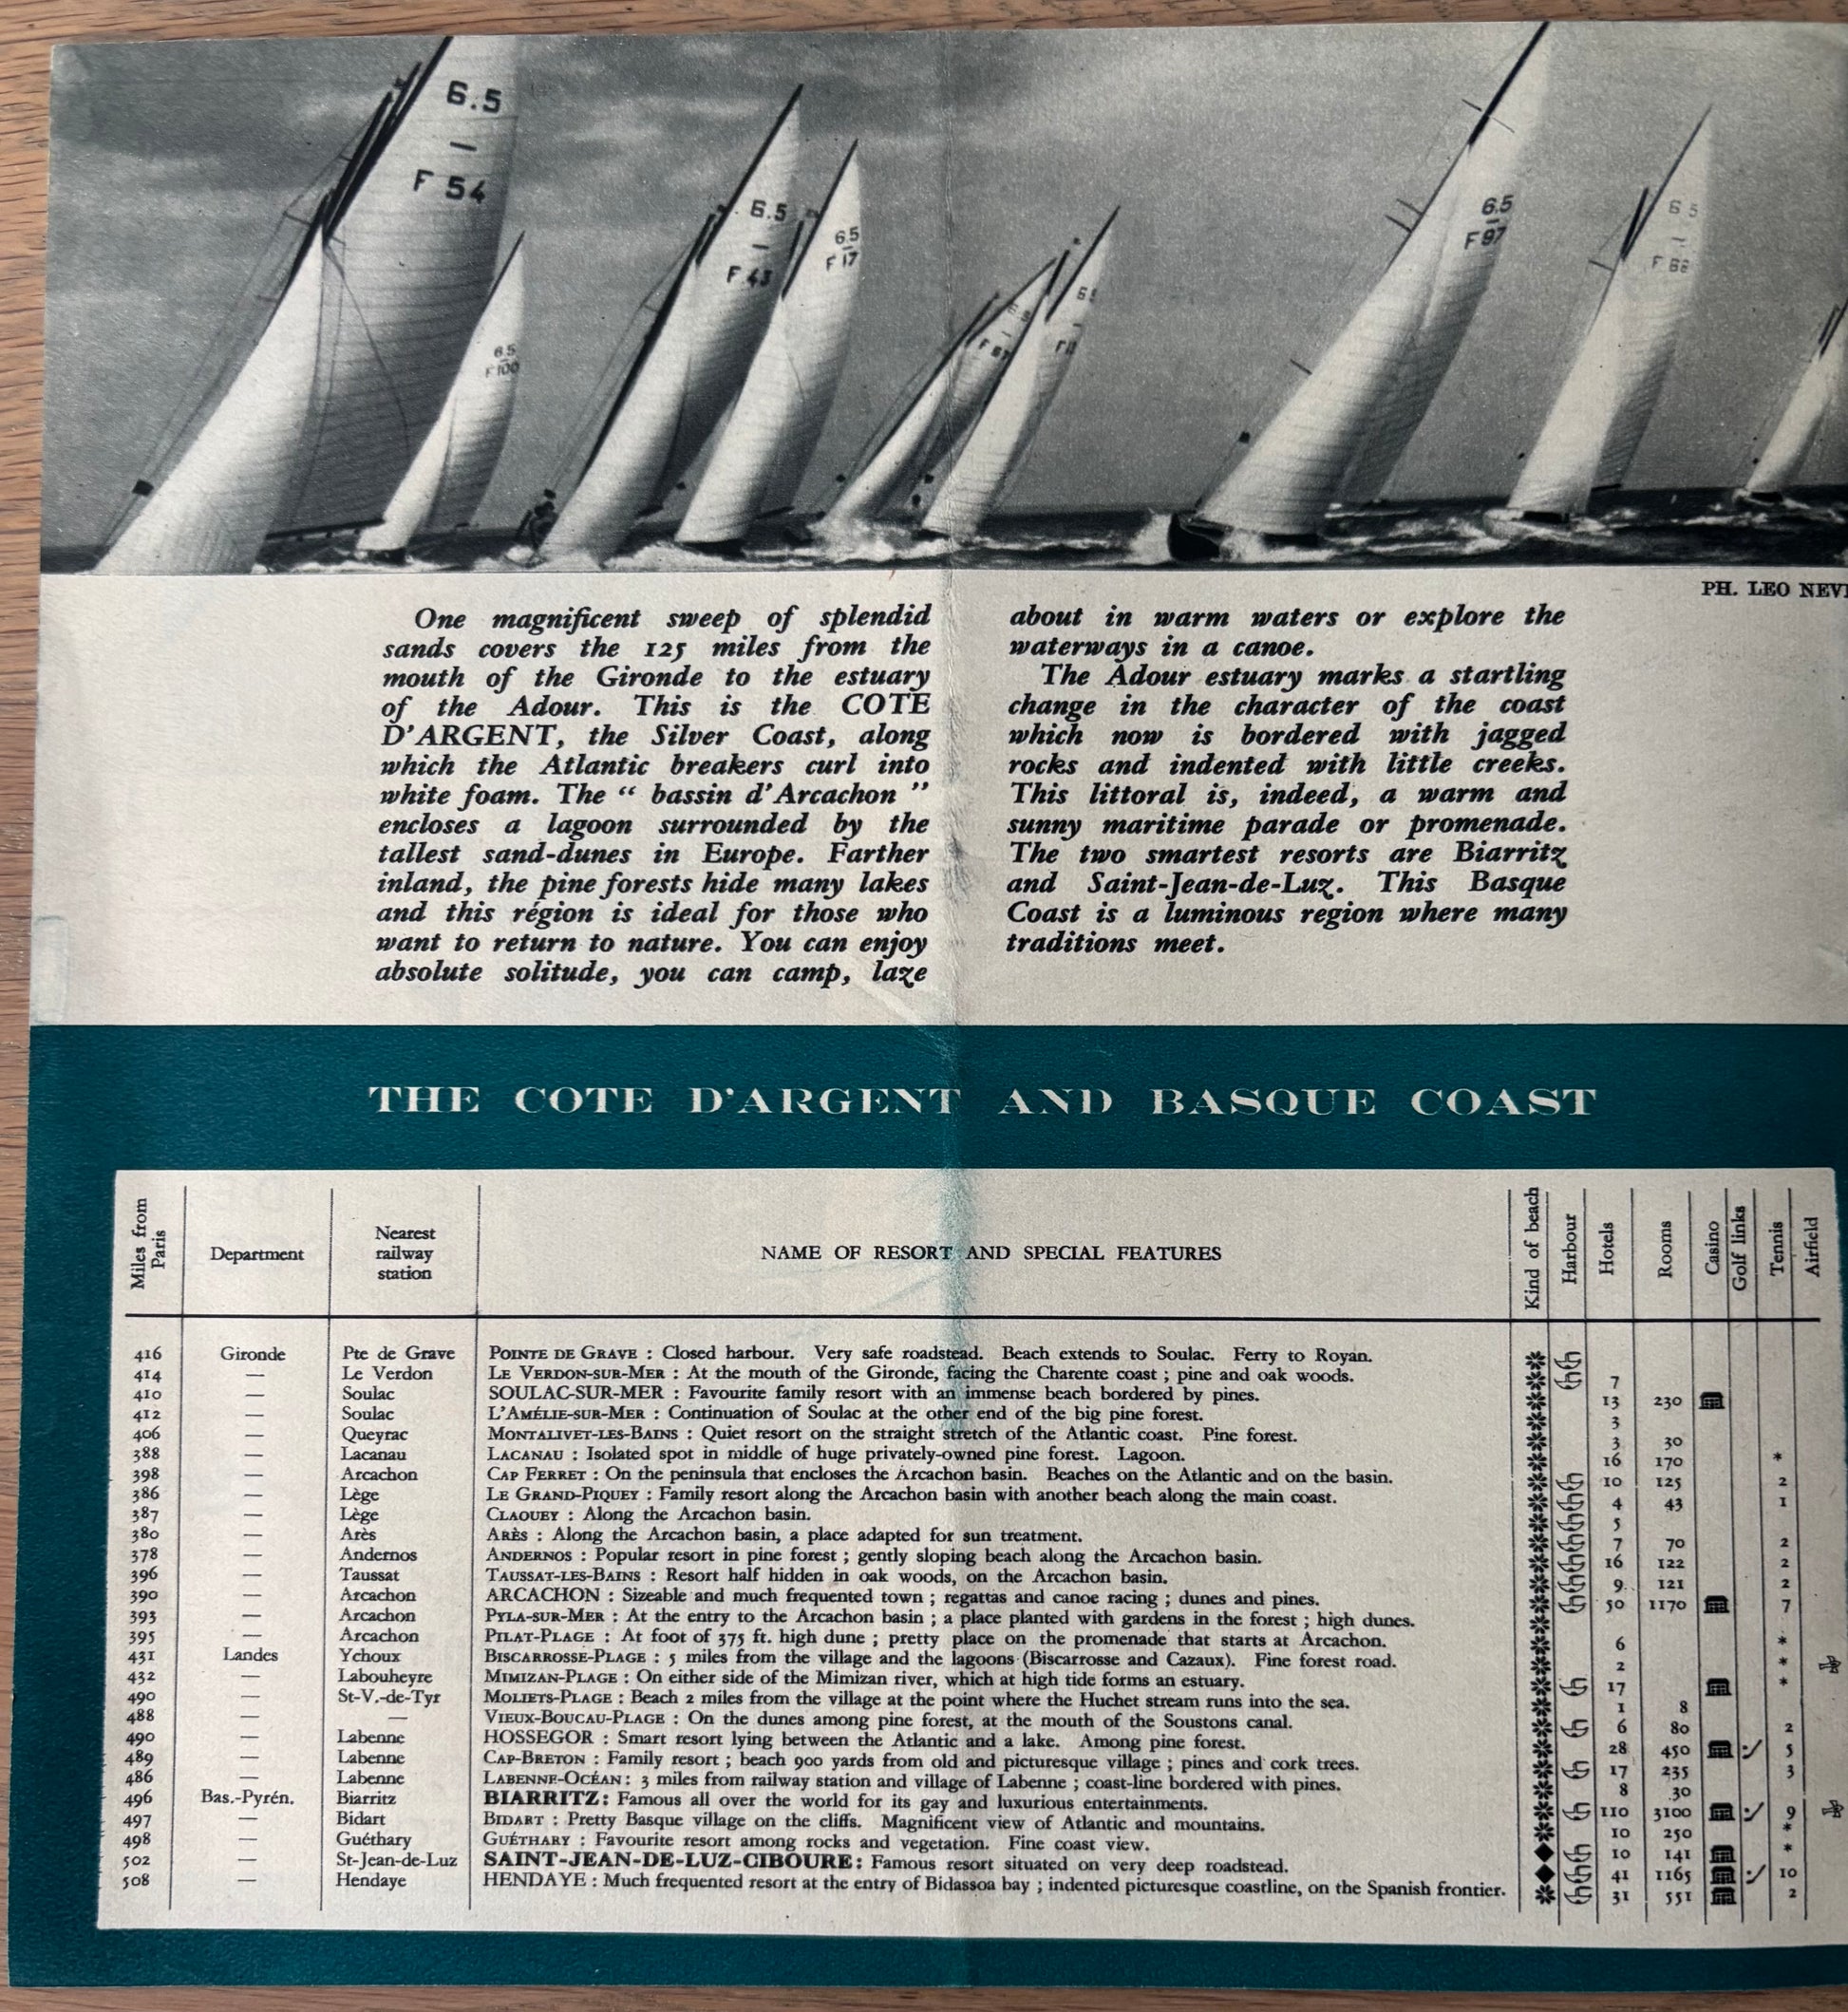 6.5
F 54
6.5
F 100
6.5
F 43
6.5
F 17
6.5
F 97
PH. LEO
One magnificent sweep of splendid
sands covers the 125 miles from the
mouth of the Gironde to the estuary
of the Adour. This is the COTE
D'ARGENT, the Silver Coast, along
which the Atlantic breakers curl into
white foam. The “ bassin d'Arcachon ”
encloses a lagoon surrounded by the
tallest sand-dunes in Europe. Farther
inland, the pine forests hide many lakes
and this région is ideal for those who
want to return to nature. You can enjoy
absolute solitude, you can camp, laze
about in warm waters or explore the
waterways in a canoe.
The Adour estuary marks a startling
change in the character of the coast
which now is bordered with jagged
rocks and indented with little creeks.
This littoral is, indeed, a warm and
sunny maritime parade or promenade.
The two smartest resorts are Biarritz
and Saint-Jean-de-Luz. This Basque
Coast is a luminous region where many
traditions meet.
THE COTE D'ARGENT AND BASQUE COAST
Miles from Paris Department Nearest railway station NAME OF RESORT AND SPECIAL FEATURES Kind of beach Harbour Hotels Rooms Casino Golf links Tennis Airfield
416 Gironde Pte de Grave POINTE DE GRAVE : Closed harbour. Very safe roadstead. Beach extends to Soulac. Ferry to Royan.
414 — Le Verdon LE VERDON-SUR-MER : At the mouth of the Gironde, facing the Charente coast ; pine and oak woods. 7
410 — Soulac SOULAC-SUR-MER : Favourite family resort with an immense beach bordered by pines. 13 230
412 — Soulac L'AMÉLIE-SUR-MER : Continuation of Soulac at the other end of the big pine forest. 3
406 — Queyrac MONTALIVET-LES-BAINS : Quiet resort on the straight stretch of the Atlantic coast. Pine forest. 3 30
388 — Lacanau LACANAU : Isolated spot in middle of huge privately-owned pine forest. Lagoon. 16 170 *
398 — Arcachon CAP FERRET : On the peninsula that encloses the Arcachon basin. Beaches on the Atlantic and on the basin. 10 125 2
386 — Lège LE GRAND-PIQUEY : Family resort along the Arcachon basin with another beach along the main coast. 4 43 1
387 — Lège CLAOUEY : Along the Arcachon basin. 5
380 — Arès ARÈS : Along the Arcachon basin, a place adapted for sun treatment. 7 70 2
378 — Andernos ANDERNOS : Popular resort in pine forest ; gently sloping beach along the Arcachon basin. 16 122 2
396 — Taussat TAUSSAT-LES-BAINS : Resort half hidden in oak woods, on the Arcachon basin. 9 121 2
390 — Arcachon ARCACHON : Sizeable and much frequented town ; regattas and canoe racing ; dunes and pines. 50 1170 7
393 — Arcachon PYLA-SUR-MER : At the entry to the Arcachon basin ; a place planted with gardens in the forest ; high dunes.
395 — Arcachon PILAT-PLAGE : At foot of 375 ft. high dune ; pretty place on the promenade that starts at Arcachon. 6 *
431 Landes Ychoux BISCARROSSE-PLAGE : 5 miles from the village and the lagoons (Biscarrosse and Cazaux). Fine forest road. 2 *
432 — Labouheyre MIMIZAN-PLAGE : On either side of the Mimizan river, which at high tide forms an estuary. 17 *
490 — St-V.-de-Tyr MOLIETS-PLAGE : Beach 2 miles from the village at the point where the Huchet stream runs into the sea. 1 8
488 — — VIEUX-BOUCAU-PLAGE : On the dunes among pine forest, at the mouth of the Soustons canal. 6 80 2
490 — Labenne HOSSEGOR : Smart resort lying between the Atlantic and a lake. Among pine forest. 28 450 5
489 — Labenne CAP-BRETON : Family resort ; beach 900 yards from old and picturesque village ; pines and cork trees. 17 235 3
486 — Labenne LABENNE-OCÉAN : 3 miles from railway station and village of Labenne ; coast-line bordered with pines. 8 30
496 Bas.-Pyrén. Biarritz BIARRITZ : Famous all over the world for its gay and luxurious entertainments. 110 3100 9
497 — Bidart BIDART : Pretty Basque village on the cliffs. Magnificent view of Atlantic and mountains. 10 250 *
498 — Guéthary GUÉTHARY : Favourite resort among rocks and vegetation. Fine coast view. 10 141 *
502 — St-Jean-de-Luz SAINT-JEAN-DE-LUZ-CIBOURE : Famous resort situated on very deep roadstead. 41 1165 10
508 — Hendaye HENDAYE : Much frequented resort at the entry of Bidassoa bay ; indented picturesque coastline, on the Spanish frontier. 31 551 2